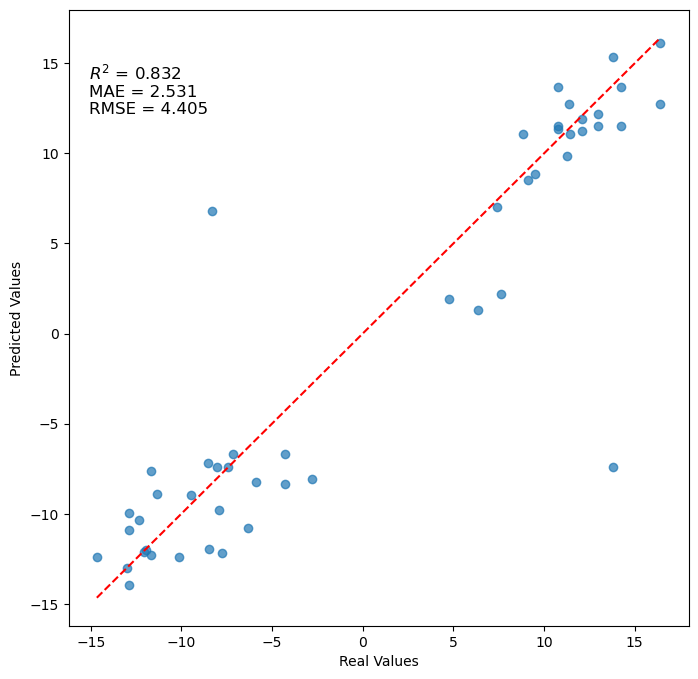 R² = 0.832
MAE = 2.531
RMSE = 4.405
15
10
5
0
−5
−10
−15
Predicted Values
−15 −10 −5 0 5 10 15
Real Values